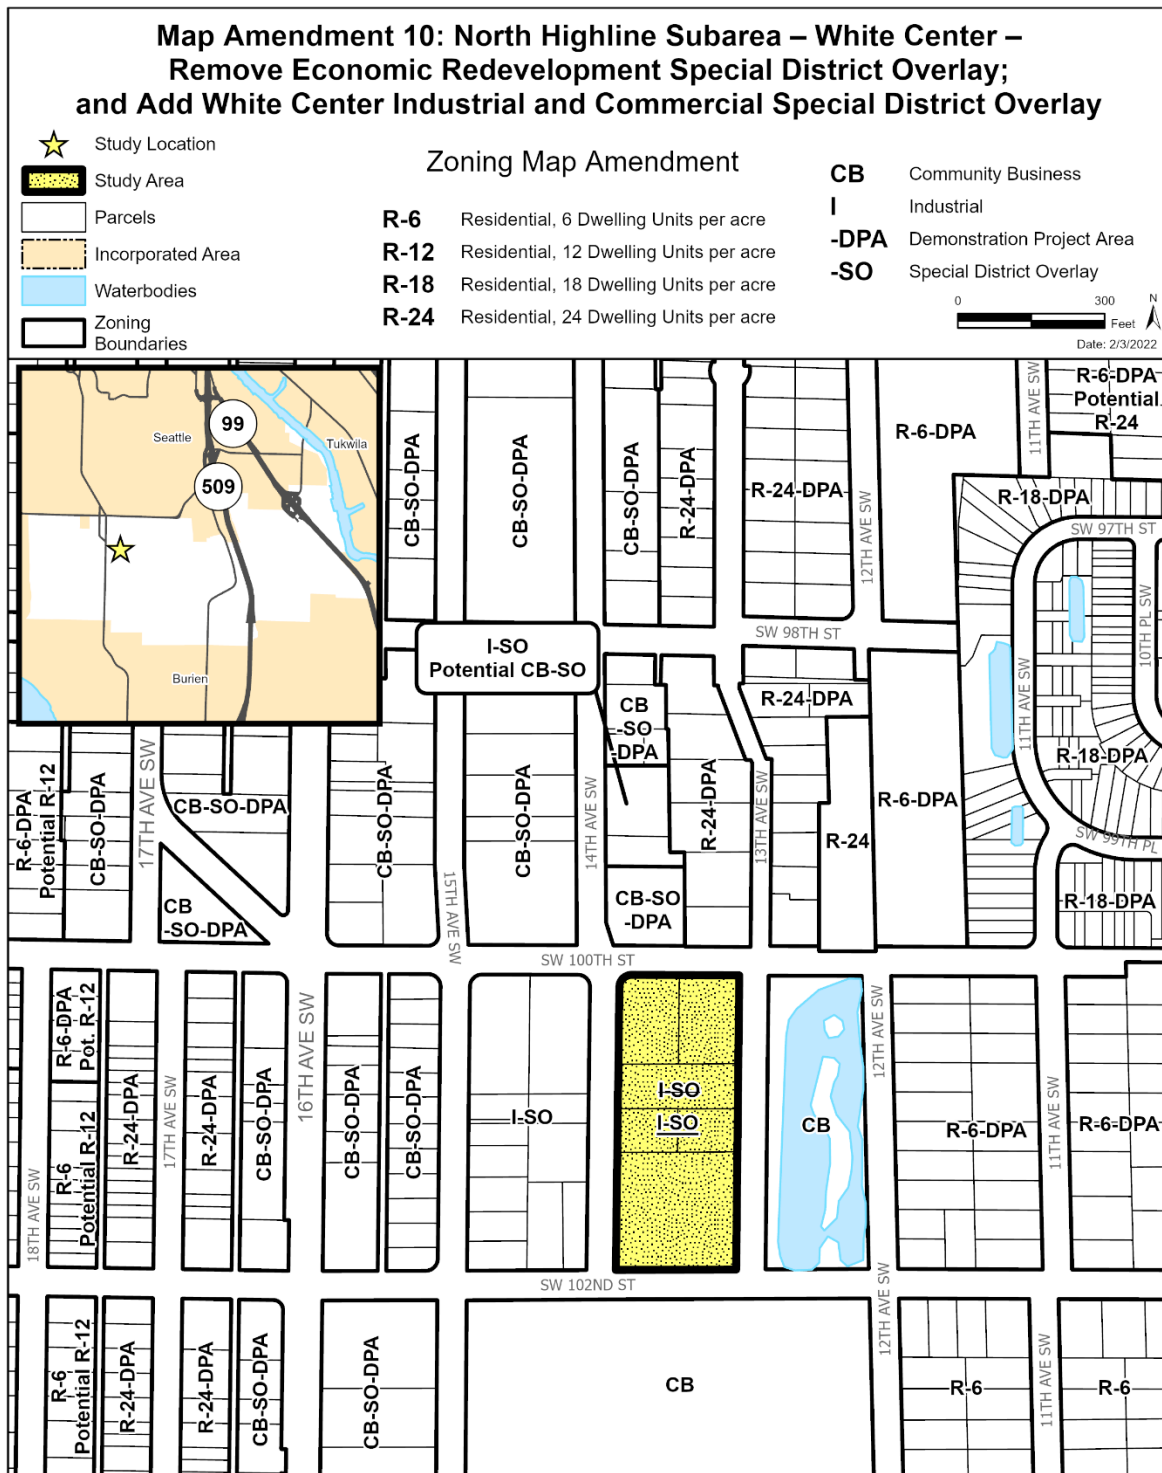 Map Amendment 10: North Highline Subarea – White Center –
Remove Economic Redevelopment Special District Overlay;
and Add White Center Industrial and Commercial Special District Overlay
Study Location
Study Area
Parcels
Incorporated Area
Waterbodies
Zoning
Boundaries
Zoning Map Amendment
R-6 Residential, 6 Dwelling Units per acre
R-12 Residential, 12 Dwelling Units per acre
R-18 Residential, 18 Dwelling Units per acre
R-24 Residential, 24 Dwelling Units per acre
CB Community Business
I Industrial
-DPA Demonstration Project Area
-SO Special District Overlay
0 300
Feet
N
Date: 2/3/2022
99
Seattle
Tukwila
509
Burien
CB-SO-DPA
CB-SO-DPA
CB-SO-DPA
R-24-DPA
R-24-DPA
12TH AVE SW
R-6-DPA
11TH AVE SW
R-6-DPA
Potential
R-24
R-18-DPA
SW 97TH ST
10TH PL SW
SW 98TH ST
I-SO
Potential CB-SO
CB
-SO
-DPA
R-24-DPA
R-24-DPA
11TH AVE SW
R-18-DPA
R-6-DPA
Potential R-12
CB-SO-DPA
17TH AVE SW
CB-SO-DPA
CB-SO-DPA
CB-SO-DPA
14TH AVE SW
13TH AVE SW
R-24
R-6-DPA
SW 99TH PL
CB
-SO-DPA
15TH AVE SW
CB-SO
-DPA
R-18-DPA
SW 100TH ST
R-6-DPA
Pot. R-12
R-6
Potential R-12
18TH AVE SW
R-24-DPA
17TH AVE SW
R-24-DPA
CB-SO-DPA
16TH AVE SW
CB-SO-DPA
CB-SO-DPA
I-SO
I-SO
I-SO
CB
12TH AVE SW
R-6-DPA
11TH AVE SW
R-6-DPA
SW 102ND ST
R-6
Potential R-12
R-24-DPA
R-24-DPA
CB-SO-DPA
CB-SO-DPA
CB
12TH AVE SW
R-6
11TH AVE SW
R-6